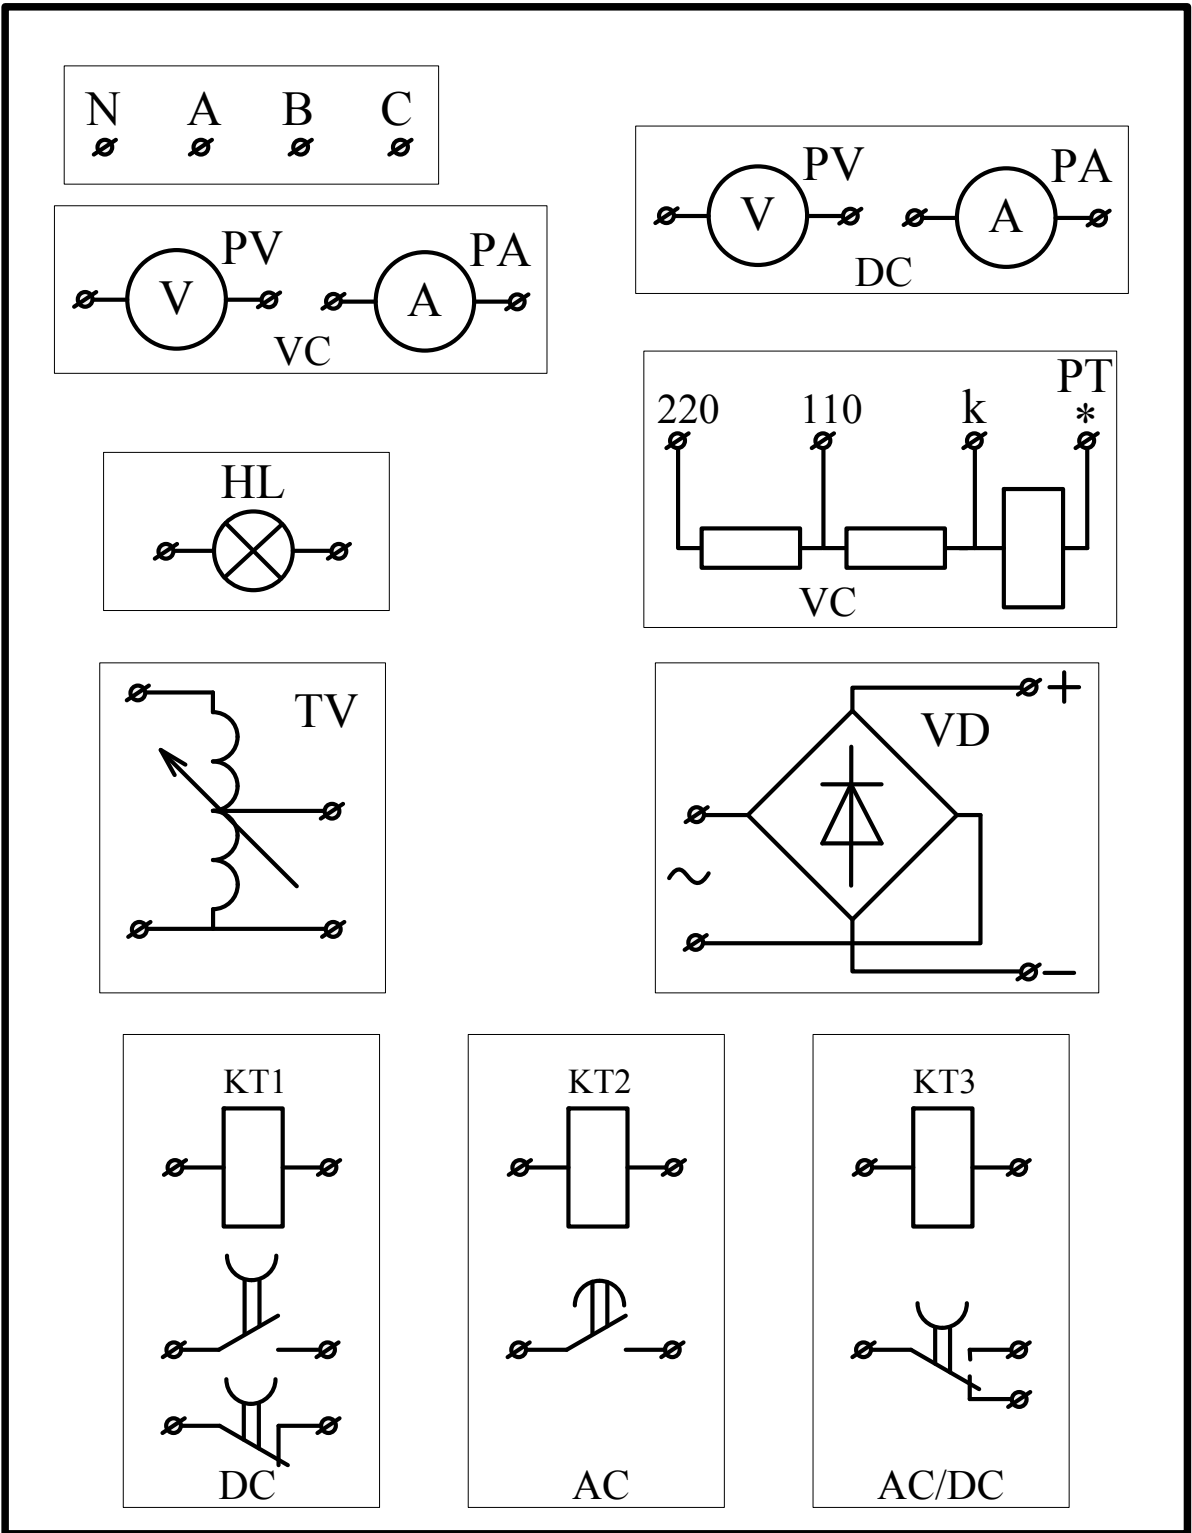 N A B C
PV PA
V A
DC
PV PA
V A
VC
PT
220 110 k *
VC
HL
TV
VD
+
~
−
KT1 KT2 KT3
DC AC AC/DC